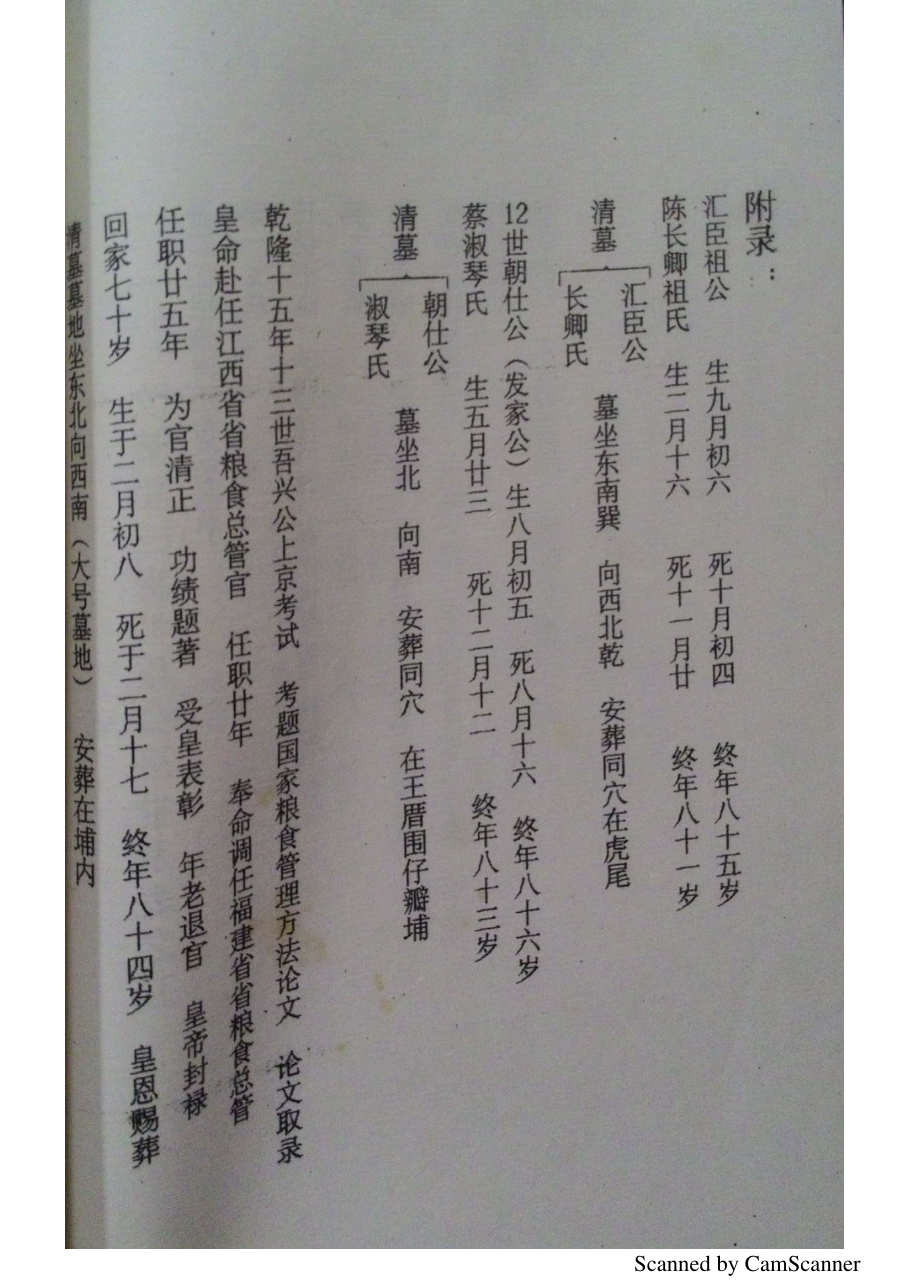 附录：
汇臣祖公 生九月初六 死十月初四 终年八十五岁
陈长卿祖氏 生二月十六 死十一月廿 终年八十一岁
清墓 汇臣公 长卿氏 墓坐东南巽 向西北乾 安葬同穴在虎尾
12世朝仕公（发家公）生八月初五 死八月十六 终年八十六岁
蔡淑琴氏 生五月廿三 死十二月十二 终年八十三岁
清墓 朝仕公 淑琴氏 墓坐北 向南 安葬同穴 在王厝围仔瓣埔
乾隆十五年十三世吾兴公上京考试 考题国家粮食管理方法论文 论文取录
皇命赴任江西省省粮食总管官 任职廿年 奉命调任福建省省粮食总管
任职廿五年 为官清正 功绩题著 受皇表彰 年老退官 皇帝封禄
回家七十岁 生于二月初八 死于二月十七 终年八十四岁 皇恩赐葬
清墓墓地坐东北向西南（大号墓地） 安葬在埔内
Scanned by CamScanner